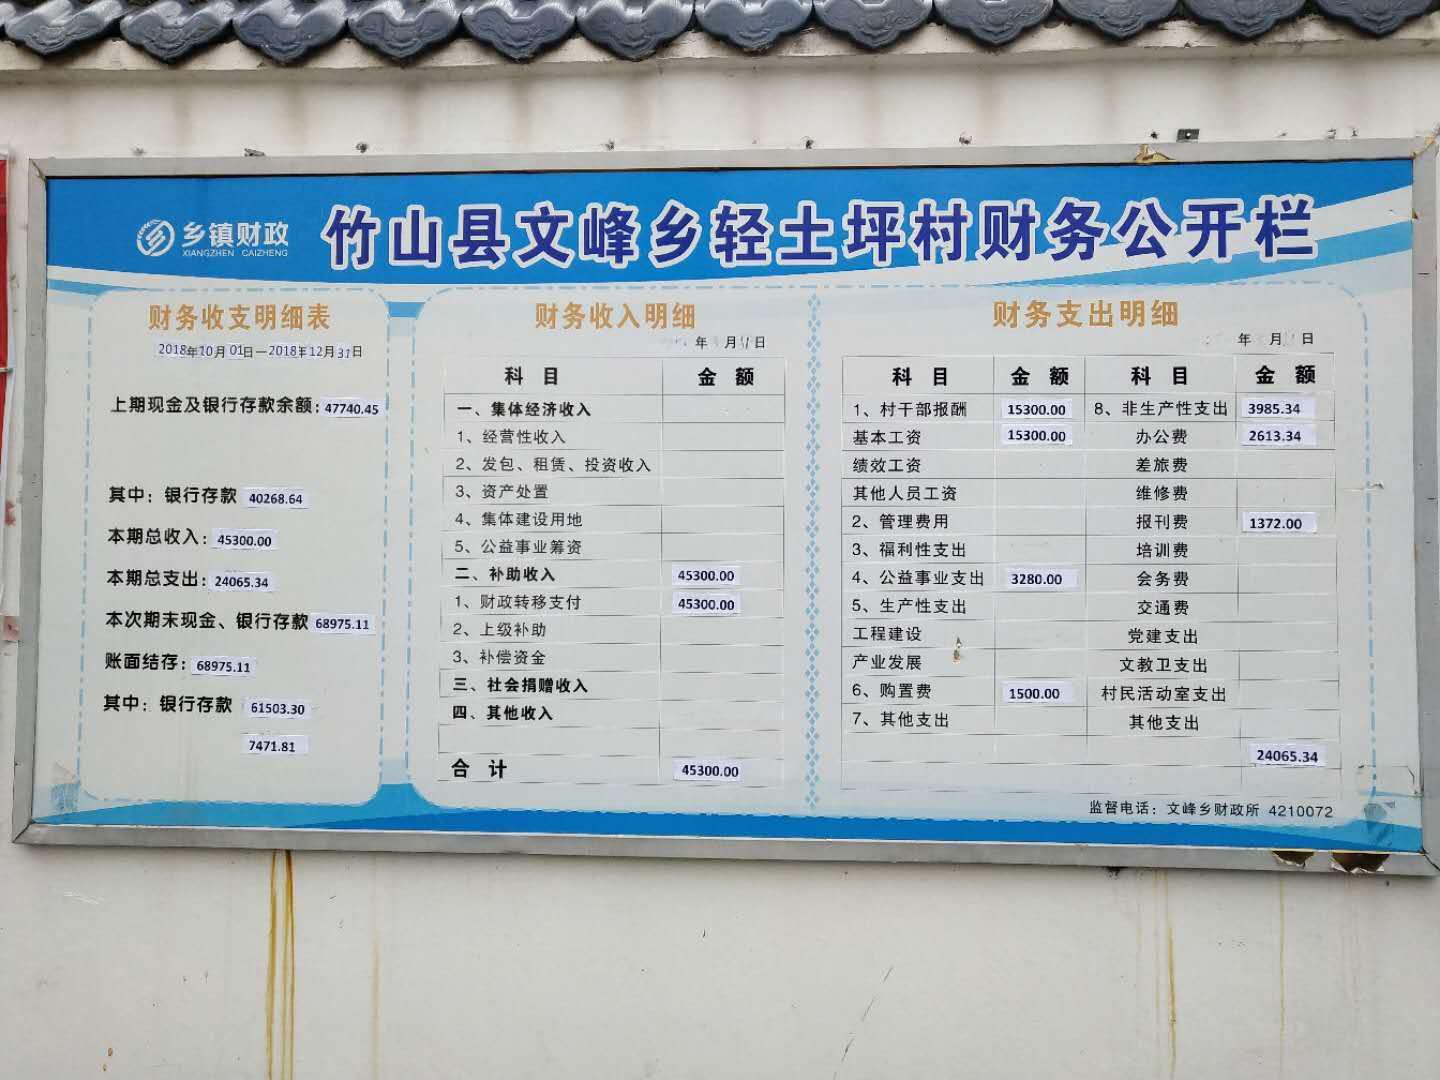 乡镇财政
XIANGZHEN CAIZHENG
竹山县文峰乡轻土坪村财务公开栏
财务收支明细表
2018年10月01日—2018年12月31日
上期现金及银行存款余额：47740.45
其中：银行存款 40268.64
本期总收入：45300.00
本期总支出：24065.34
本次期末现金、银行存款 68975.11
账面结存：68975.11
其中：银行存款 61503.30
7471.81
财务收入明细
年 月 日
科 目 金 额
一、集体经济收入
1、经营性收入
2、发包、租赁、投资收入
3、资产处置
4、集体建设用地
5、公益事业筹资
二、补助收入 45300.00
1、财政转移支付 45300.00
2、上级补助
3、补偿资金
三、社会捐赠收入
四、其他收入
合 计 45300.00
财务支出明细
年 月 日
科 目 金 额 科 目 金 额
1、村干部报酬 15300.00 8、非生产性支出 3985.34
基本工资 15300.00 办公费 2613.34
绩效工资 差旅费
其他人员工资 维修费
2、管理费用 报刊费 1372.00
3、福利性支出 培训费
4、公益事业支出 3280.00 会务费
5、生产性支出 交通费
工程建设 党建支出
产业发展 文教卫支出
6、购置费 1500.00 村民活动室支出
7、其他支出 其他支出
24065.34
监督电话：文峰乡财政所 4210072